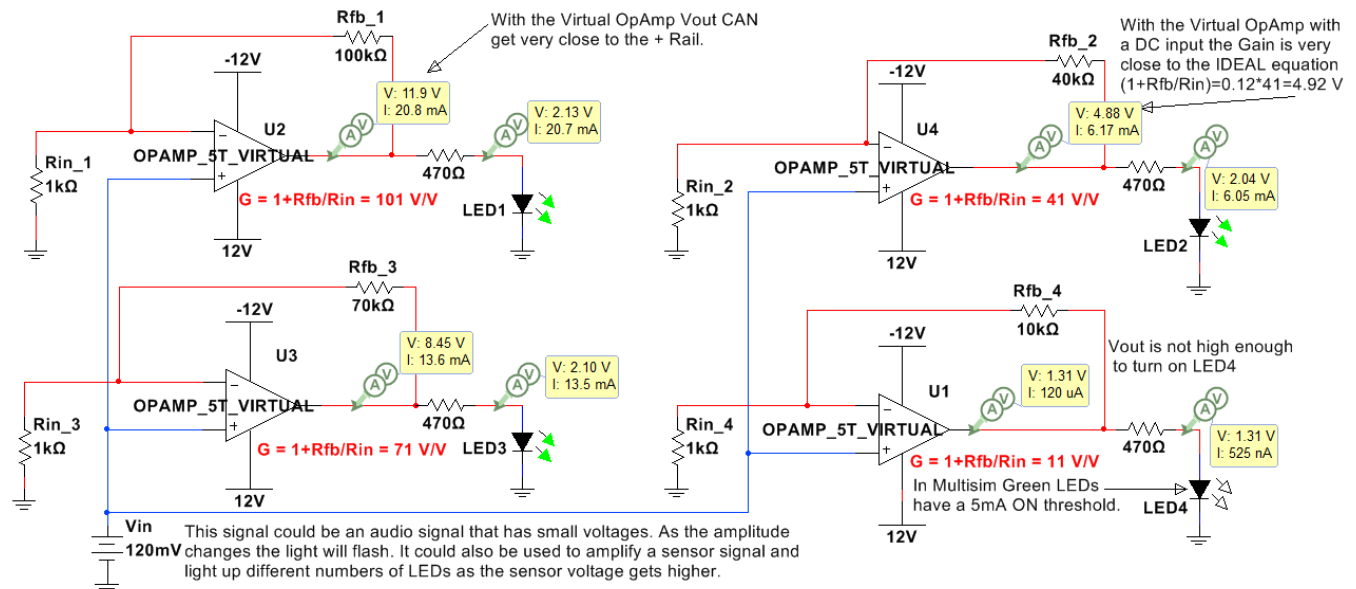 With the Virtual OpAmp Vout CAN
get very close to the + Rail.
Rfb_1
100kΩ
-12V
V: 11.9 V
I: 20.8 mA
V: 2.13 V
I: 20.7 mA
A
V
A
V
U2
OPAMP_5T_VIRTUAL
−
+
Rin_1
1kΩ
470Ω
G = 1+Rfb/Rin = 101 V/V
LED1
12V
With the Virtual OpAmp with
a DC input the Gain is very
close to the IDEAL equation
(1+Rfb/Rin)=0.12*41=4.92 V
Rfb_2
40kΩ
-12V
V: 4.88 V
I: 6.17 mA
A
V
A
V
U4
OPAMP_5T_VIRTUAL
−
+
Rin_2
1kΩ
470Ω
V: 2.04 V
I: 6.05 mA
G = 1+Rfb/Rin = 41 V/V
LED2
12V
Rfb_3
70kΩ
-12V
V: 8.45 V
I: 13.6 mA
V: 2.10 V
I: 13.5 mA
A
V
A
V
U3
OPAMP_5T_VIRTUAL
−
+
Rin_3
1kΩ
470Ω
G = 1+Rfb/Rin = 71 V/V
LED3
12V
Rfb_4
10kΩ
-12V
Vout is not high enough
to turn on LED4
V: 1.31 V
I: 120 uA
A
V
A
V
U1
OPAMP_5T_VIRTUAL
−
+
Rin_4
1kΩ
470Ω
V: 1.31 V
I: 525 nA
G = 1+Rfb/Rin = 11 V/V
In Multisim Green LEDs
have a 5mA ON threshold.
LED4
12V
Vin
120mV
This signal could be an audio signal that has small voltages. As the amplitude
changes the light will flash. It could also be used to amplify a sensor signal and
light up different numbers of LEDs as the sensor voltage gets higher.